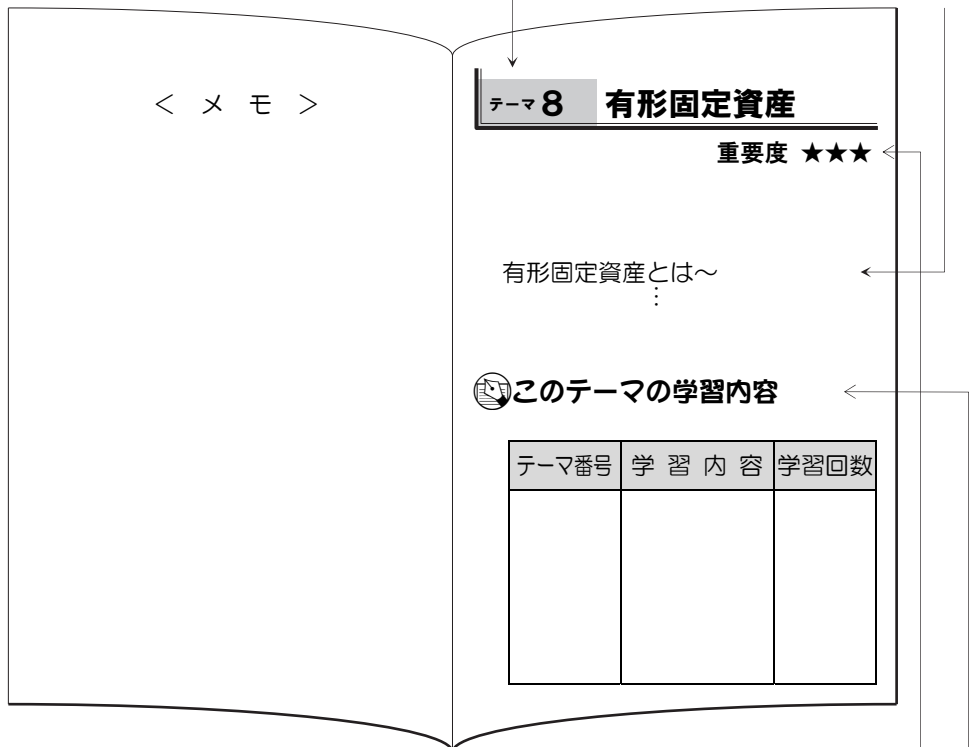 ＜ メ モ ＞
テーマ8 有形固定資産
重要度 ★★★
有形固定資産とは～
⋮
このテーマの学習内容
テーマ番号 学習内容 学習回数